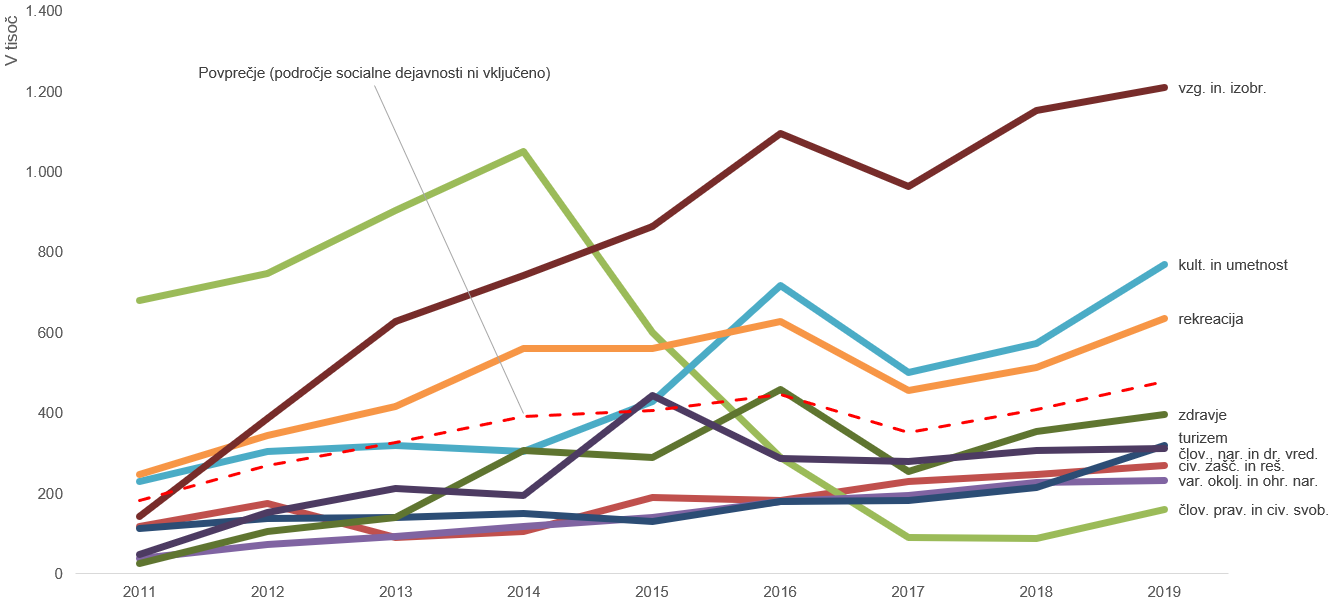 1.400
V tisoč
Povprečje (področje socialne dejavnosti ni vključeno)
1.200
vzg. in. izobr.
1.000
800
kult. in umetnost
600
rekreacija
400
zdravje
turizem
člov., nar. in dr. vred.
civ. zašč. in reš.
var. okolj. in ohr. nar.
200
člov. prav. in civ. svob.
0
2011 2012 2013 2014 2015 2016 2017 2018 2019